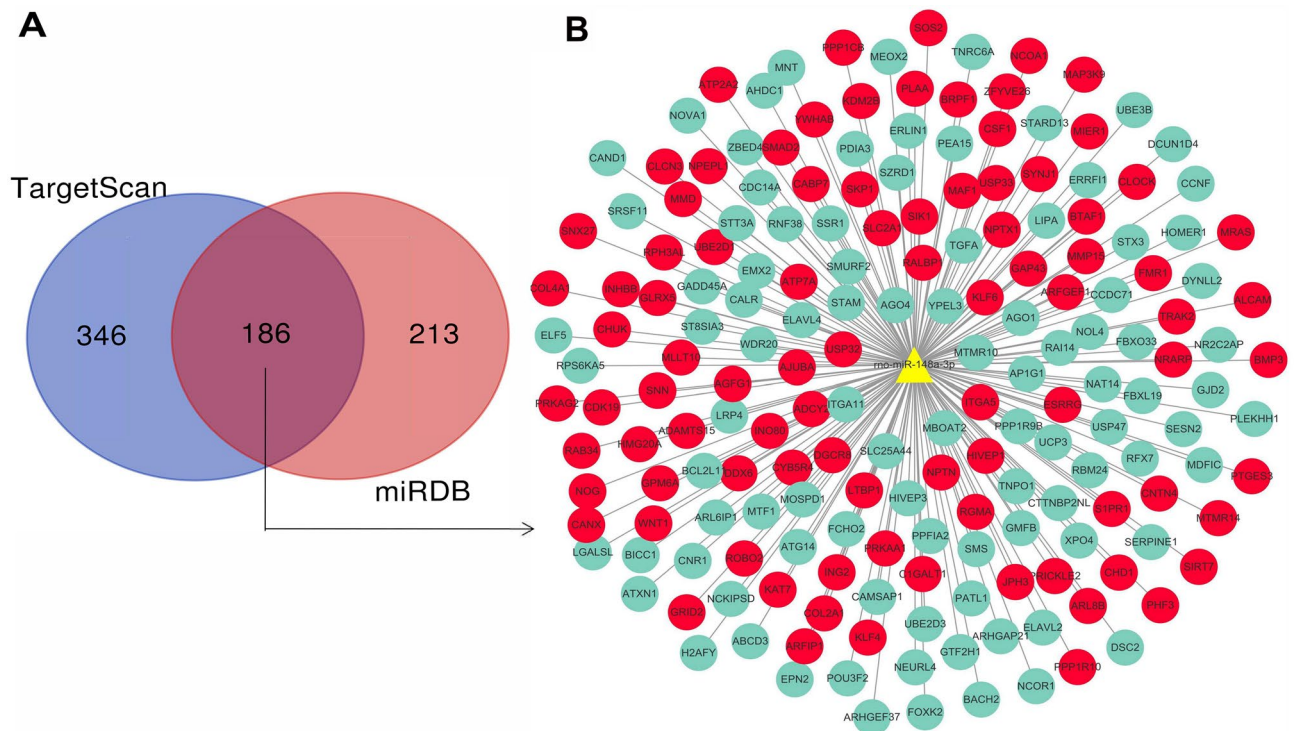 A
B
TargetScan
346
186
213
miRDB
SOS2
PPP1CB
MEOX2
TNRC6A
NCOA1
MNT
ATP2A2
AHDC1
KDM2B
PLAA
BRPF1
ZFYVE26
MAP3K9
NOVA1
YWHAB
ERLIN1
CSF1
STARD13
UBE3B
ZBED4
SMAD2
PDIA3
PEA15
MIER1
DCUN1D4
CAND1
CLCN3
NPEPL1
CDC14A
CABP7
SKP1
SZRD1
MAF1
USP33
SYNJ1
ERRFI1
CLOCK
CCNF
SRSF11
MMD
STT3A
RNF38
SSR1
SLC2A1
SIK1
NPTX1
LIPA
BTAF1
STX3
HOMER1
MRAS
SNX27
RPH3AL
UBE2D1
EMX2
ATP7A
SMURF2
RALBP1
TGFA
GAP43
MMP15
FMR1
DYNLL2
COL4A1
INHBB
GLRX5
GADD45A
CALR
STAM
AGO4
YPEL3
KLF6
ARFGEF1
CCDC71
ALCAM
ELF5
CHUK
ST8SIA3
ELAVL4
AGO1
NOL4
TRAK2
RPS6KA5
MLLT10
WDR20
USP32
MTMR10
RAI14
FBXO33
NR2C2AP
rno-miR-148a-3p
NRARP
BMP3
PRKAG2
CDK19
SNN
AGFG1
AJUBA
AP1G1
NAT14
FBXL19
GJD2
LRP4
ADCY2
ITGA11
ITGA5
ESRRG
PLEKHH1
RAB34
HMG20A
ADAMTS15
INO80
MBOAT2
PPP1R9B
USP47
SESN2
UCP3
NOG
GPM6A
BCL2L11
DDX6
CYB5R4
DGCR8
SLC25A44
NPTN
HIVEP1
RBM24
RFX7
MDFIC
PTGES3
CANX
WNT1
ARL6IP1
MTF1
MOSPD1
LTBP1
HIVEP3
RGMA
TNPO1
CTTNBP2NL
S1PR1
CNTN4
MTMR14
LGALSL
BICC1
CNR1
ROBO2
ATG14
FCHO2
PRKAA1
PPFIA2
SMS
GMFB
XPO4
SERPINE1
SIRT7
ATXN1
NCKIPSD
KAT7
ING2
C1GALT1
JPH3
PRICKLE2
CHD1
GRID2
COL2A1
CAMSAP1
PATL1
ARL8B
PHF3
H2AFY
ABCD3
ARFIP1
KLF4
UBE2D3
ARHGAP21
ELAVL2
DSC2
EPN2
POU3F2
NEURL4
GTF2H1
NCOR1
PPP1R10
ARHGEF37
FOXK2
BACH2